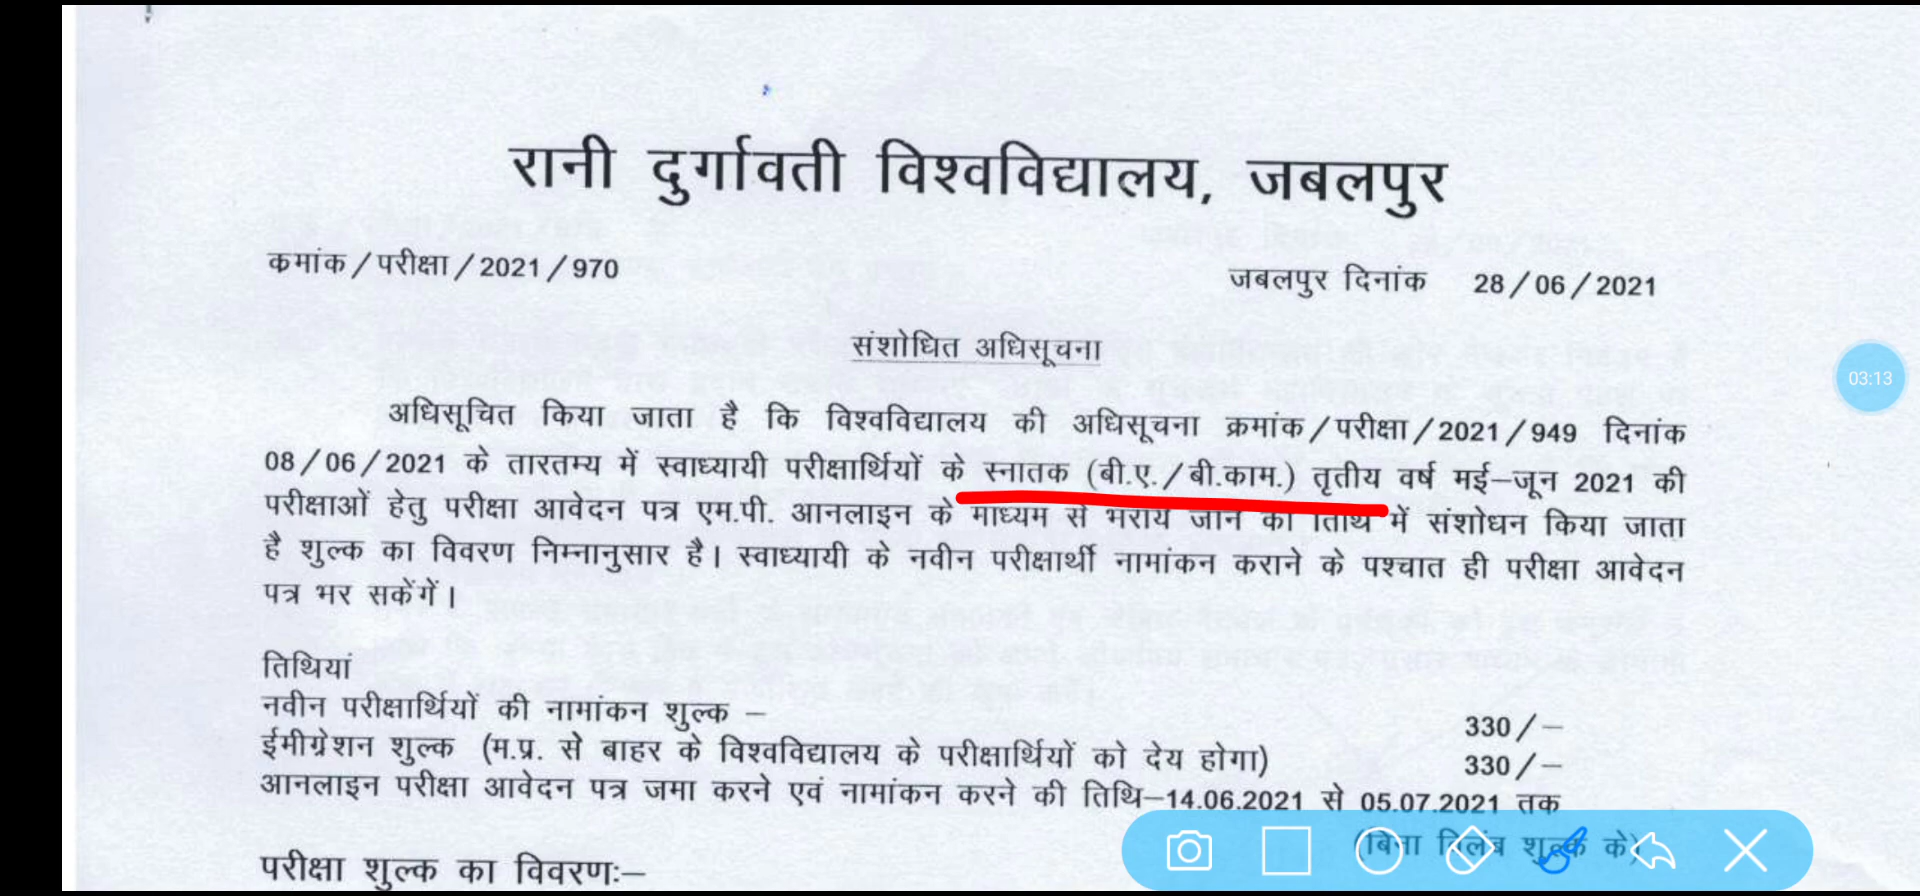 रानी दुर्गावती विश्वविद्यालय, जबलपुर
कमांक/परीक्षा/2021/970 जबलपुर दिनांक 28/06/2021
संशोधित अधिसूचना
अधिसूचित किया जाता है कि विश्वविद्यालय की अधिसूचना क्रमांक/परीक्षा/2021/949 दिनांक
08/06/2021 के तारतम्य में स्वाध्यायी परीक्षार्थियों के स्नातक (बी.ए./बी.काम.) तृतीय वर्ष मई–जून 2021 की
परीक्षाओं हेतु परीक्षा आवेदन पत्र एम.पी. आनलाइन के माध्यम से भराये जाने की तिथि में संशोधन किया जाता
है शुल्क का विवरण निम्नानुसार है। स्वाध्यायी के नवीन परीक्षार्थी नामांकन कराने के पश्चात ही परीक्षा आवेदन
पत्र भर सकेंगें।
03:13
तिथियां
नवीन परीक्षार्थियों की नामांकन शुल्क – 330/–
ईमीग्रेशन शुल्क (म.प्र. से बाहर के विश्वविद्यालय के परीक्षार्थियों को देय होगा) 330/–
आनलाइन परीक्षा आवेदन पत्र जमा करने एवं नामांकन करने की तिथि–14.06.2021 से 05.07.2021 तक
(बिना विलंब शुल्क के)
परीक्षा शुल्क का विवरण:–